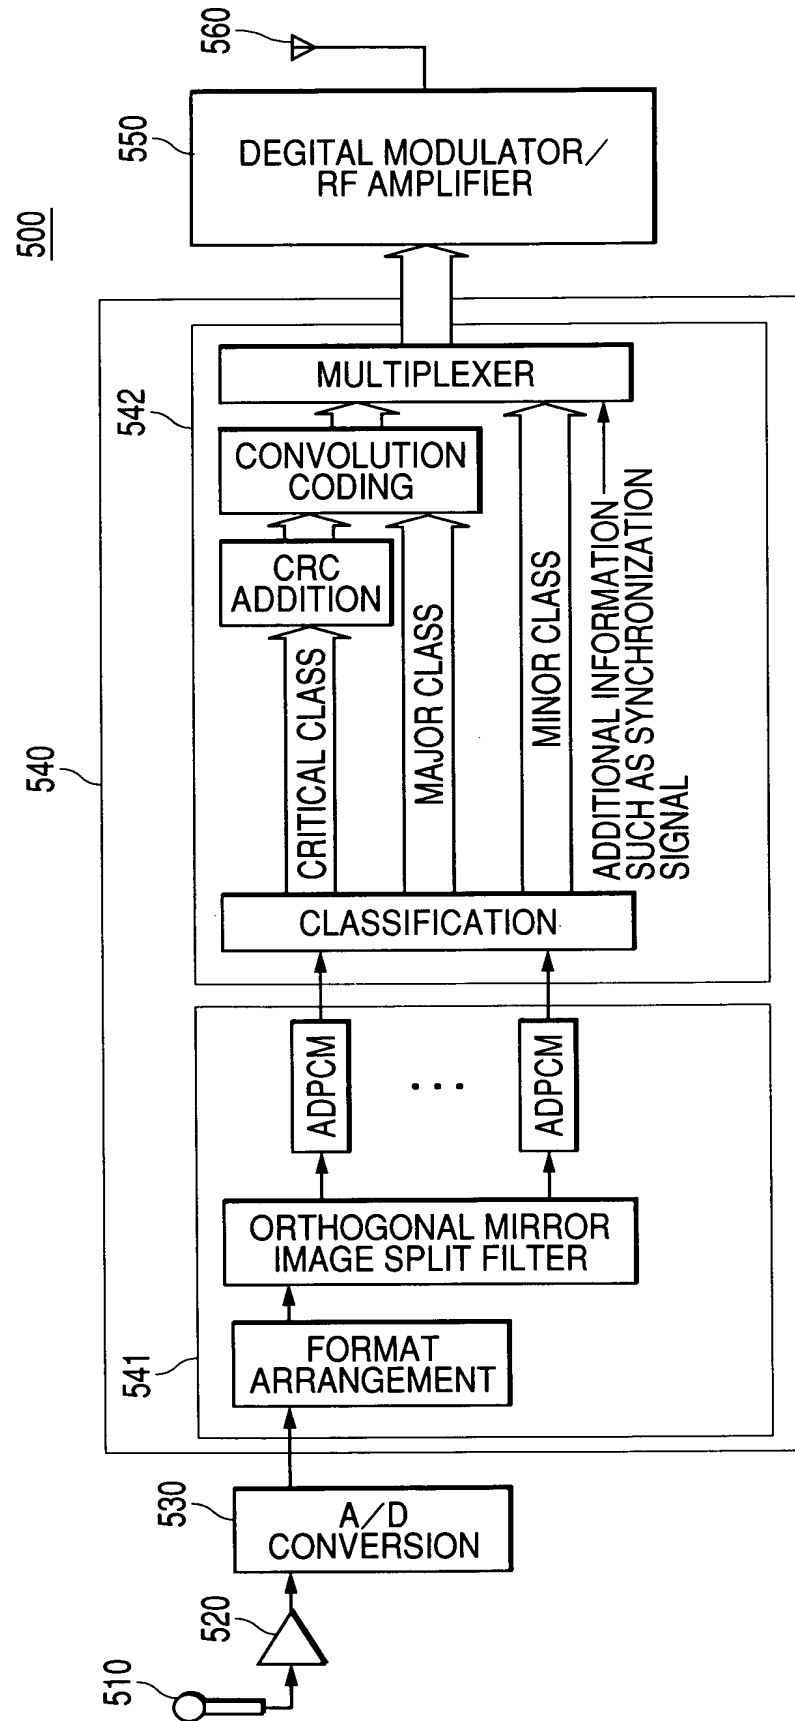 500
510
520
530
A/D
CONVERSION
540
541
FORMAT
ARRANGEMENT
ORTHOGONAL MIRROR
IMAGE SPLIT FILTER
ADPCM
...
ADPCM
542
CLASSIFICATION
CRITICAL CLASS
MAJOR CLASS
MINOR CLASS
ADDITIONAL INFORMATION
SUCH AS SYNCHRONIZATION
SIGNAL
CRC
ADDITION
CONVOLUTION
CODING
MULTIPLEXER
550
DEGITAL MODULATOR/
RF AMPLIFIER
560